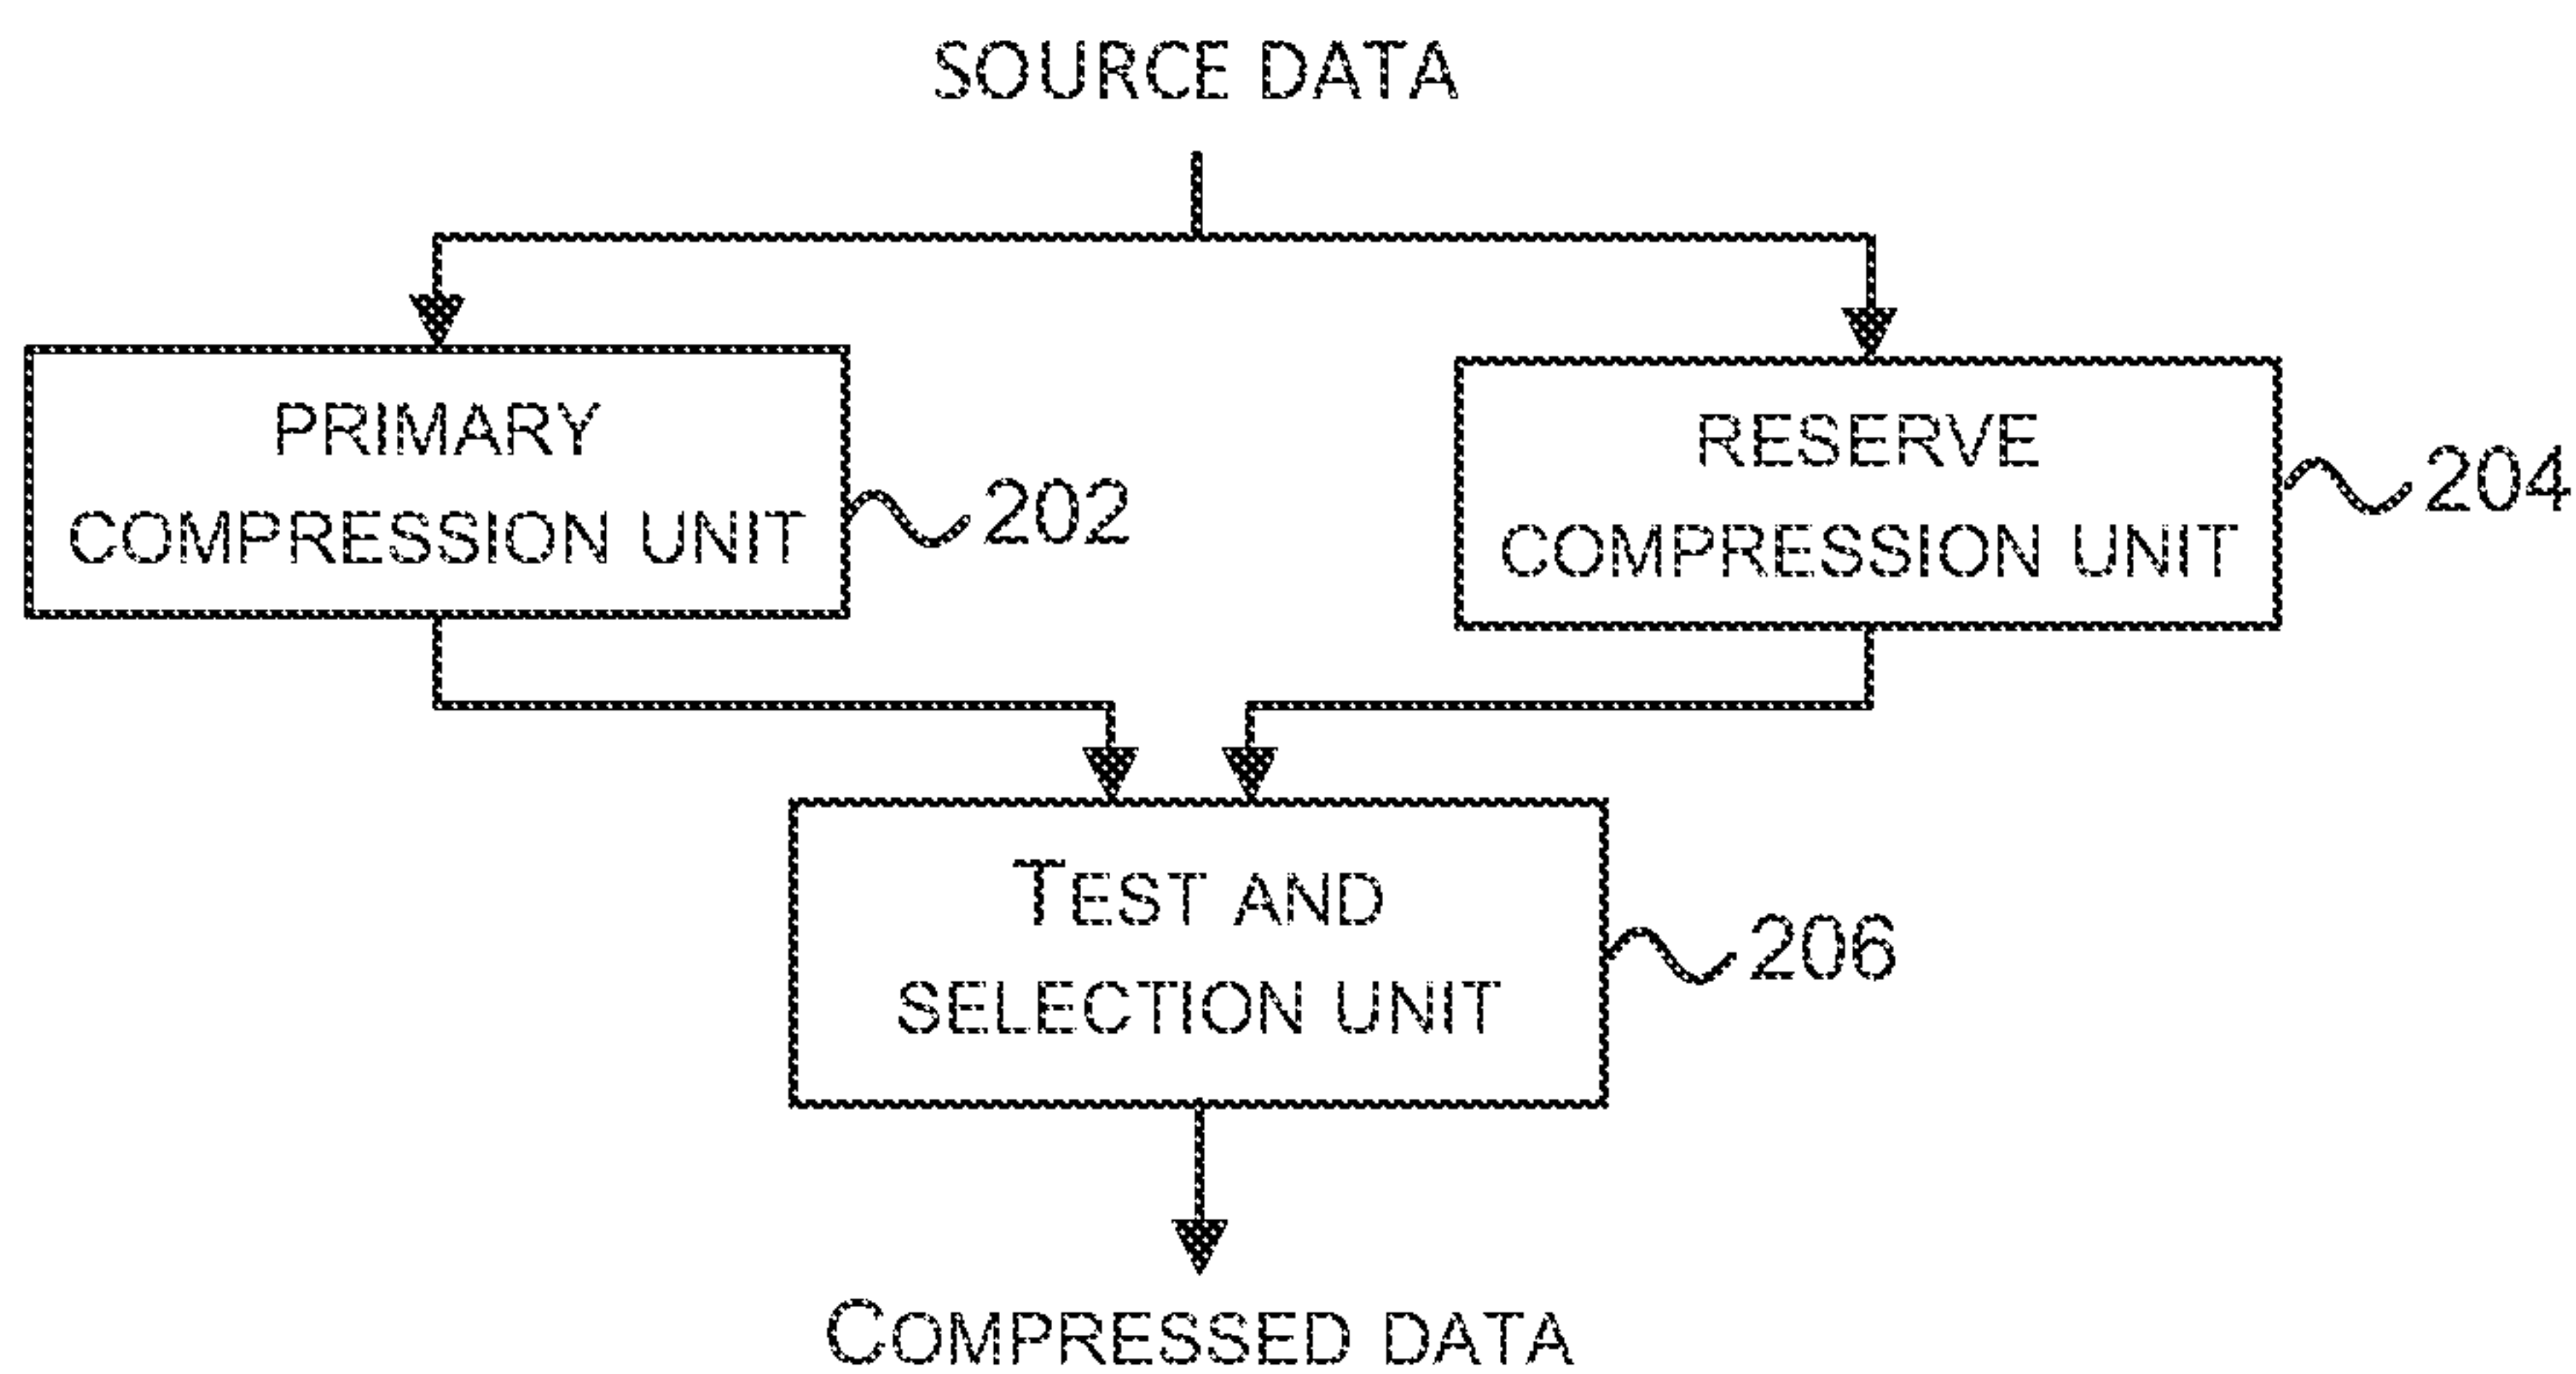 SOURCE DATA
PRIMARY
COMPRESSION UNIT
202
RESERVE
COMPRESSION UNIT
204
TEST AND
SELECTION UNIT
206
COMPRESSED DATA